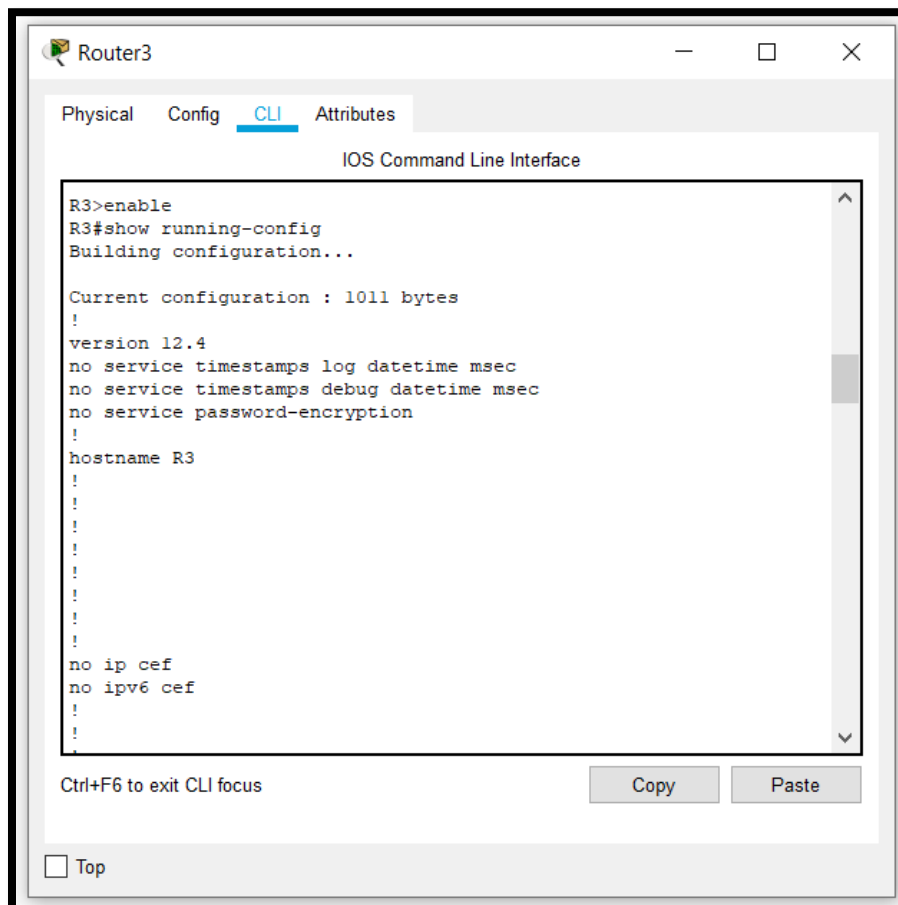 Router3
Physical Config CLI Attributes
IOS Command Line Interface
R3>enable
R3#show running-config
Building configuration...
Current configuration : 1011 bytes
!
version 12.4
no service timestamps log datetime msec
no service timestamps debug datetime msec
no service password-encryption
!
hostname R3
!
!
!
!
!
!
!
!
no ip cef
no ipv6 cef
!
!
!
Ctrl+F6 to exit CLI focus
Copy Paste
Top